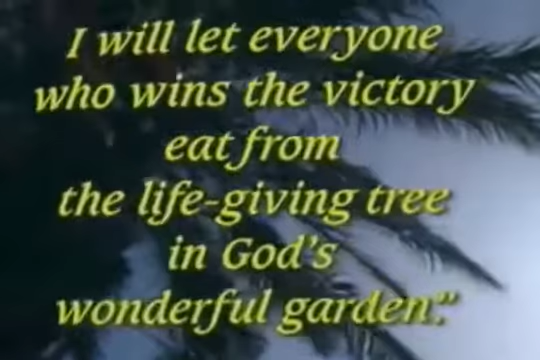 I will let everyone
who wins the victory
eat from
the life-giving tree
in God's
wonderful garden."